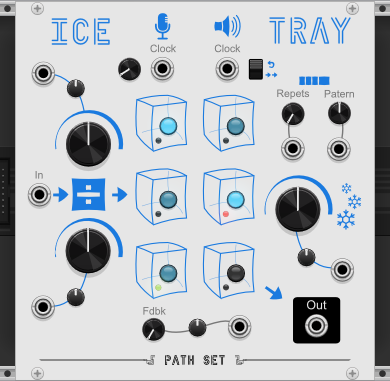 ICE TRAY
Clock Clock
Repets Patern
In
Fdbk
Out
PATH SET